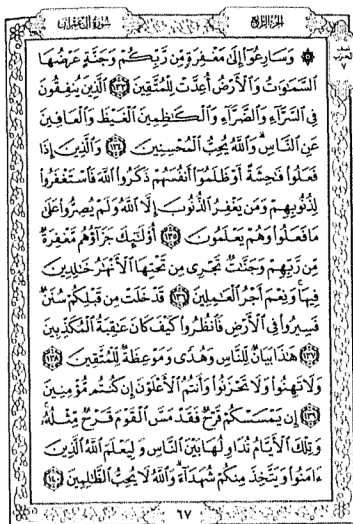 الجزء الرابع
سورة آل عمران
۞ وَسَارِعُوٓا۟ إِلَىٰ مَغْفِرَةٍ مِّن رَّبِّكُمْ وَجَنَّةٍ عَرْضُهَا
ٱلسَّمَٰوَٰتُ وَٱلْأَرْضُ أُعِدَّتْ لِلْمُتَّقِينَ ١٣٣ ٱلَّذِينَ يُنفِقُونَ
فِى ٱلسَّرَّآءِ وَٱلضَّرَّآءِ وَٱلْكَٰظِمِينَ ٱلْغَيْظَ وَٱلْعَافِينَ
عَنِ ٱلنَّاسِ ۗ وَٱللَّهُ يُحِبُّ ٱلْمُحْسِنِينَ ١٣٤ وَٱلَّذِينَ إِذَا
فَعَلُوا۟ فَٰحِشَةً أَوْ ظَلَمُوٓا۟ أَنفُسَهُمْ ذَكَرُوا۟ ٱللَّهَ فَٱسْتَغْفَرُوا۟
لِذُنُوبِهِمْ وَمَن يَغْفِرُ ٱلذُّنُوبَ إِلَّا ٱللَّهُ وَلَمْ يُصِرُّوا۟ عَلَىٰ
مَا فَعَلُوا۟ وَهُمْ يَعْلَمُونَ ١٣٥ أُو۟لَٰٓئِكَ جَزَآؤُهُم مَّغْفِرَةٌ
مِّن رَّبِّهِمْ وَجَنَّٰتٌ تَجْرِى مِن تَحْتِهَا ٱلْأَنْهَٰرُ خَٰلِدِينَ
فِيهَا ۚ وَنِعْمَ أَجْرُ ٱلْعَٰمِلِينَ ١٣٦ قَدْ خَلَتْ مِن قَبْلِكُمْ سُنَنٌ
فَسِيرُوا۟ فِى ٱلْأَرْضِ فَٱنظُرُوا۟ كَيْفَ كَانَ عَٰقِبَةُ ٱلْمُكَذِّبِينَ
١٣٧ هَٰذَا بَيَانٌ لِّلنَّاسِ وَهُدًى وَمَوْعِظَةٌ لِّلْمُتَّقِينَ ١٣٨
وَلَا تَهِنُوا۟ وَلَا تَحْزَنُوا۟ وَأَنتُمُ ٱلْأَعْلَوْنَ إِن كُنتُم مُّؤْمِنِينَ
١٣٩ إِن يَمْسَسْكُمْ قَرْحٌ فَقَدْ مَسَّ ٱلْقَوْمَ قَرْحٌ مِّثْلُهُۥ ۚ
وَتِلْكَ ٱلْأَيَّامُ نُدَاوِلُهَا بَيْنَ ٱلنَّاسِ وَلِيَعْلَمَ ٱللَّهُ ٱلَّذِينَ
ءَامَنُوا۟ وَيَتَّخِذَ مِنكُمْ شُهَدَآءَ ۗ وَٱللَّهُ لَا يُحِبُّ ٱلظَّٰلِمِينَ ١٤٠
٦٧